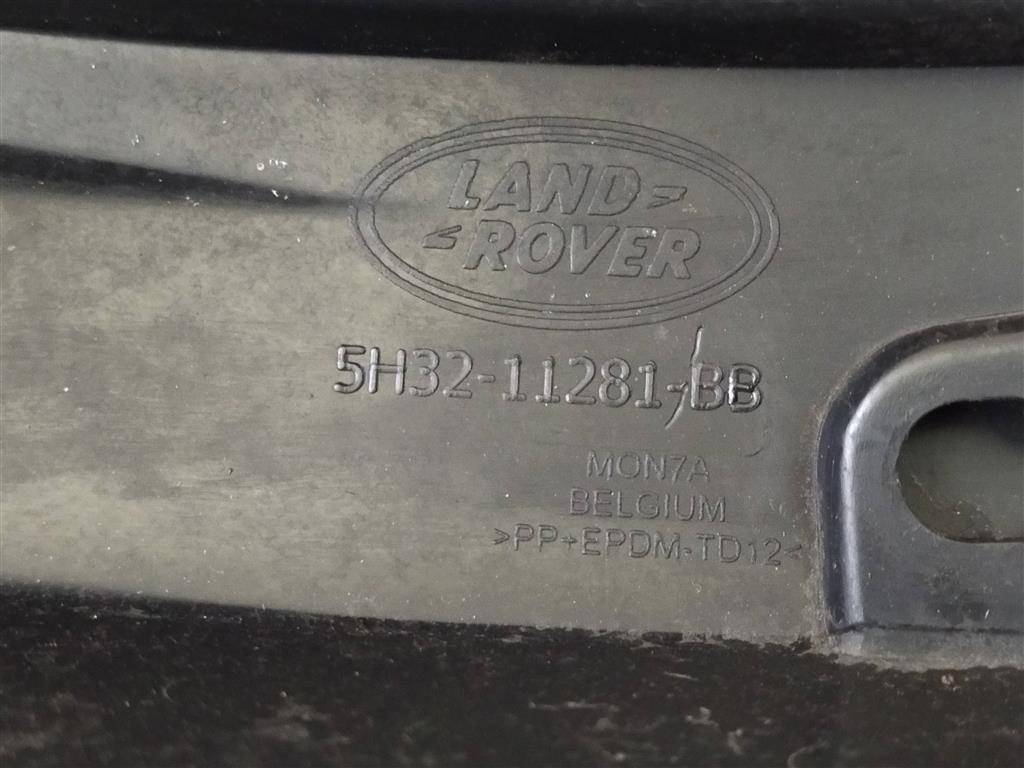 LAND
ROVER
5H32-11281-BB
MON7A
BELGIUM
>PP+EPDM-TD12<